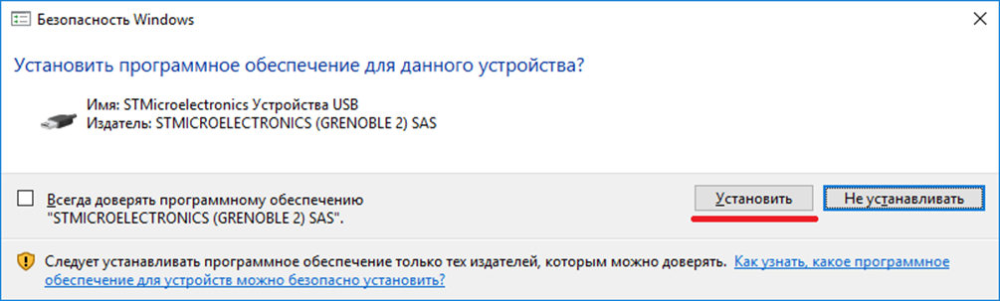 Безопасность Windows
Установить программное обеспечение для данного устройства?
Имя: STMicroelectronics Устройства USB
Издатель: STMICROELECTRONICS (GRENOBLE 2) SAS
Всегда доверять программному обеспечению
"STMICROELECTRONICS (GRENOBLE 2) SAS".
Установить
Не устанавливать
Следует устанавливать программное обеспечение только тех издателей, которым можно доверять. Как узнать, какое программное
обеспечение для устройств можно безопасно установить?